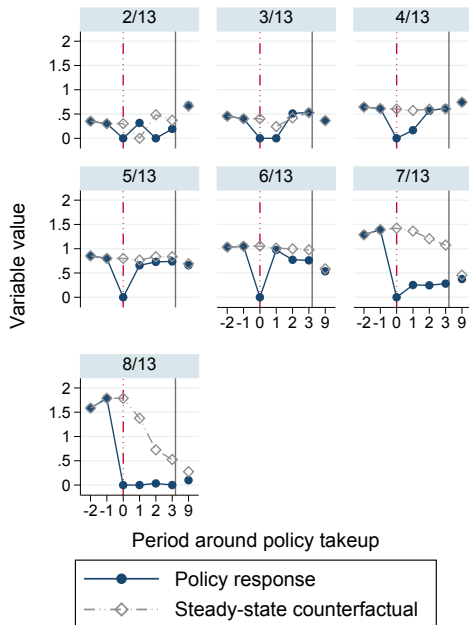 2/13 3/13 4/13
2
1.5
1
.5
0
5/13 6/13 7/13
2
1.5
1
.5
0
-2 -1 0 1 2 3 9 -2 -1 0 1 2 3 9
8/13
2
1.5
1
.5
0
-2 -1 0 1 2 3 9
Variable value
Period around policy takeup
Policy response
Steady-state counterfactual